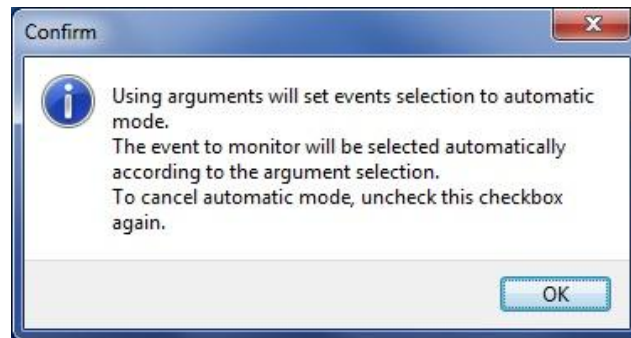 Confirm
Using arguments will set events selection to automatic
mode.
The event to monitor will be selected automatically
according to the argument selection.
To cancel automatic mode, uncheck this checkbox
again.
OK